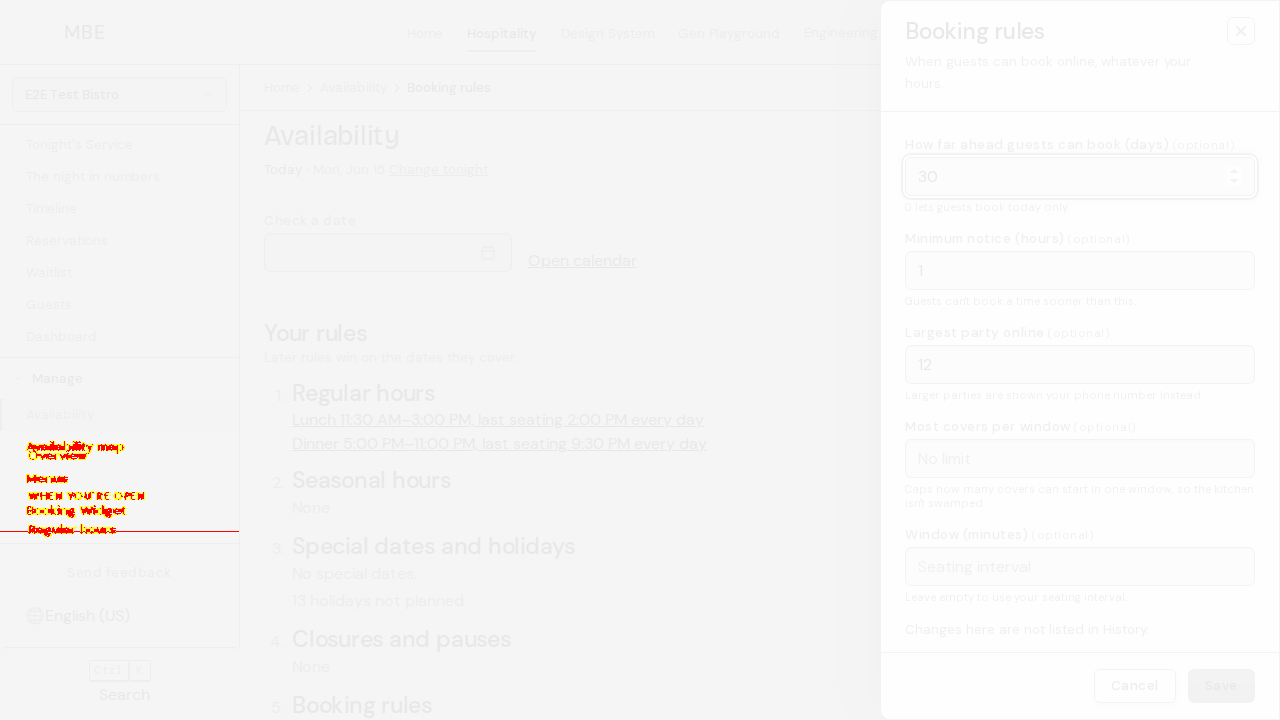 MBE
Home
Hospitality
Design System
Gen Playground
Engineering
E2E Test Bistro
Home > Availability > Booking rules
Tonight's Service
The night in numbers
Timeline
Reservations
Waitlist
Guests
Dashboard
Manage
Availability
Availability map
Overview
Menus
WHEN YOU'RE OPEN
Booking Widget
Regular hours
Send feedback
English (US)
Ctrl K
Search
Availability
Today · Mon, Jun 15 Change tonight
Check a date
Open calendar
Your rules
Later rules win on the dates they cover.
1 Regular hours
Lunch 11:30 AM–3:00 PM, last seating 2:00 PM every day
Dinner 5:00 PM–11:00 PM, last seating 9:30 PM every day
2. Seasonal hours
None
3. Special dates and holidays
No special dates.
13 holidays not planned
4. Closures and pauses
None
5 Booking rules
Booking rules
When guests can book online, whatever your
hours.
How far ahead guests can book (days) (optional)
30
0 lets guests book today only.
Minimum notice (hours) (optional)
1
Guests can't book a time sooner than this.
Largest party online (optional)
12
Larger parties are shown your phone number instead.
Most covers per window (optional)
No limit
Caps how many covers can start in one window, so the kitchen
isn't swamped.
Window (minutes) (optional)
Seating interval
Leave empty to use your seating interval.
Changes here are not listed in History.
Cancel
Save